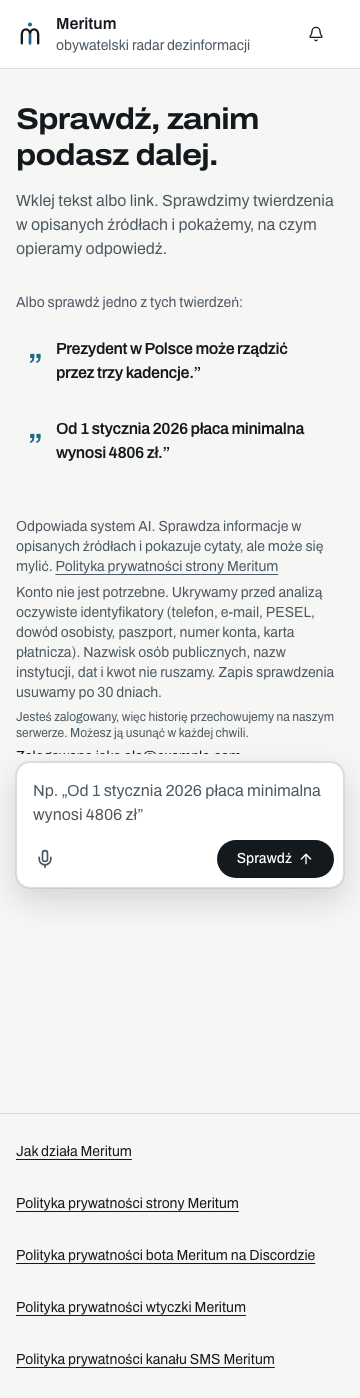 Meritum
obywatelski radar dezinformacji
Sprawdź, zanim
podasz dalej.
Wklej tekst albo link. Sprawdzimy twierdzenia
w opisanych źródłach i pokażemy, na czym
opieramy odpowiedź.
Albo sprawdź jedno z tych twierdzeń:
„ Prezydent w Polsce może rządzić
przez trzy kadencje.”
„ Od 1 stycznia 2026 płaca minimalna
wynosi 4806 zł.”
Odpowiada system AI. Sprawdza informacje w
opisanych źródłach i pokazuje cytaty, ale może się
mylić. Polityka prywatności strony Meritum
Konto nie jest potrzebne. Ukrywamy przed analizą
oczywiste identyfikatory (telefon, e-mail, PESEL,
dowód osobisty, paszport, numer konta, karta
płatnicza). Nazwisk osób publicznych, nazw
instytucji, dat i kwot nie ruszamy. Zapis sprawdzenia
usuwamy po 30 dniach.
Jesteś zalogowany, więc historię przechowujemy na naszym
serwerze. Możesz ją usunąć w każdej chwili.
Np. „Od 1 stycznia 2026 płaca minimalna
wynosi 4806 zł”
Sprawdź
Jak działa Meritum
Polityka prywatności strony Meritum
Polityka prywatności bota Meritum na Discordzie
Polityka prywatności wtyczki Meritum
Polityka prywatności kanału SMS Meritum